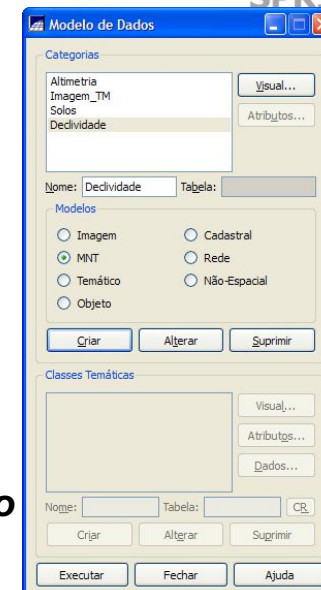 SPR
Modelo de Dados
Categorias
Altimetria
Imagem_TM
Solos
Declividade
Visual...
Atributos...
Nome: Declividade Tabela:
Modelos
Imagem Cadastral
MNT Rede
Temático Não-Espacial
Objeto
Criar Alterar Suprimir
Classes Temáticas
Visual...
Atributos...
Dados...
o
Nome: Tabela: CR
Criar Alterar Suprimir
Executar Fechar Ajuda